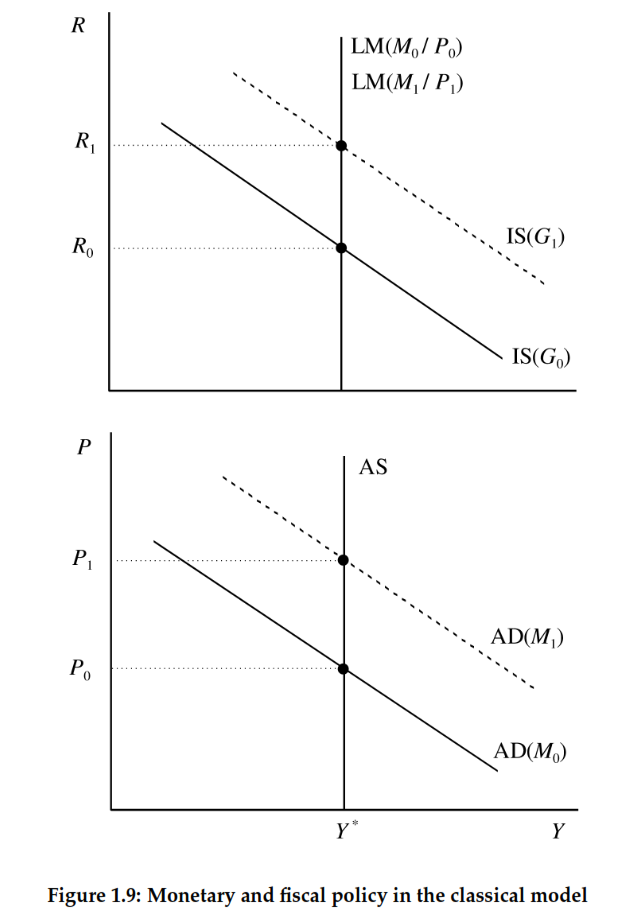 R
LM(M₀ / P₀)
LM(M₁ / P₁)
R₁
IS(G₁)
R₀
IS(G₀)
P
AS
P₁
AD(M₁)
P₀
AD(M₀)
Y*
Y
Figure 1.9: Monetary and fiscal policy in the classical model